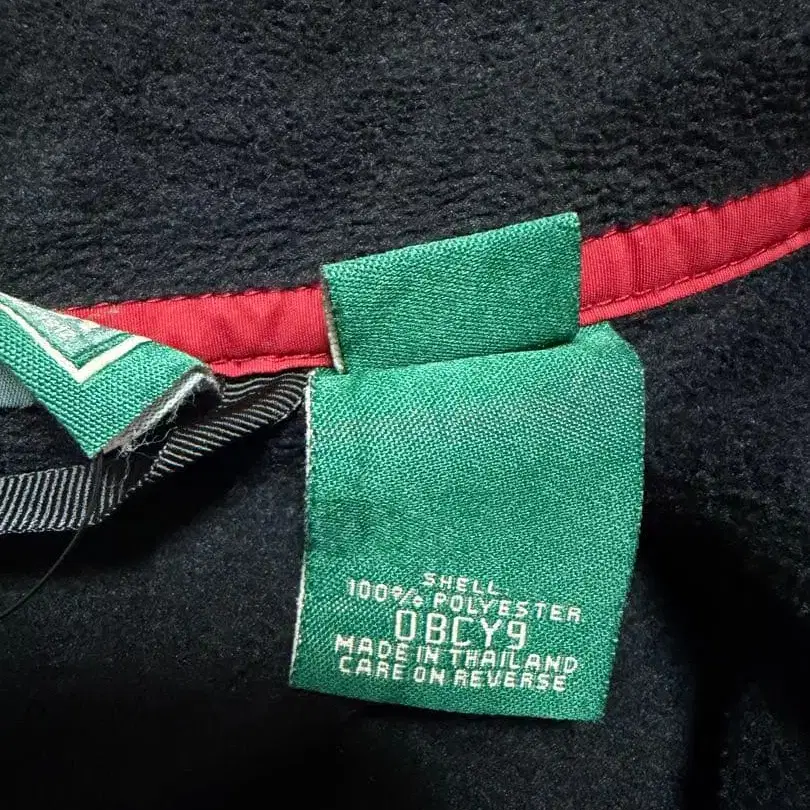 SHELL.
100% POLYESTER
0BCY9
MADE IN THAILAND
CARE ON REVERSE